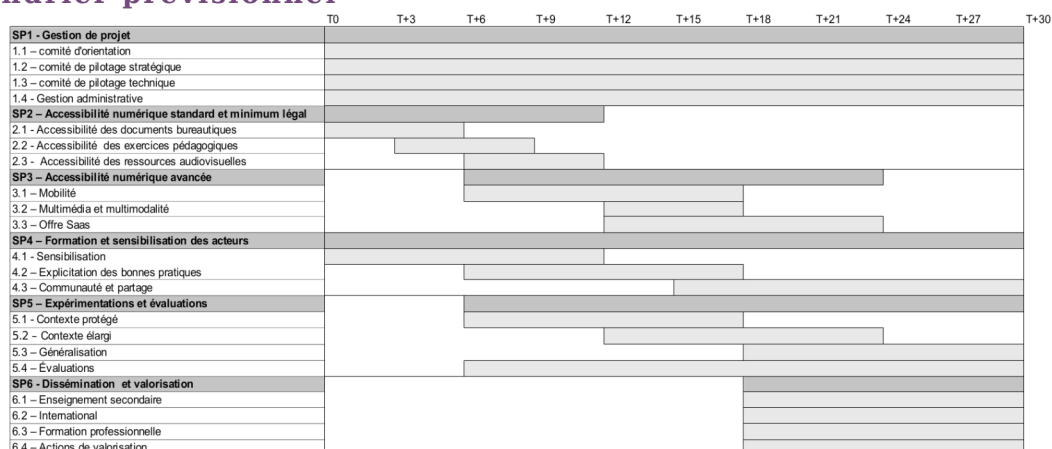 prévisionnel
T0 T+3 T+6 T+9 T+12 T+15 T+18 T+21 T+24 T+27 T+30
SP1 - Gestion de projet
1.1 – comité d'orientation
1.2 – comité de pilotage stratégique
1.3 – comité de pilotage technique
1.4 - Gestion administrative
SP2 – Accessibilité numérique standard et minimum légal
2.1 - Accessibilité des documents bureautiques
2.2 - Accessibilité des exercices pédagogiques
2.3 - Accessibilité des ressources audiovisuelles
SP3 – Accessibilité numérique avancée
3.1 – Mobilité
3.2 – Multimédia et multimodalité
3.3 – Offre Saas
SP4 – Formation et sensibilisation des acteurs
4.1 - Sensibilisation
4.2 – Explicitation des bonnes pratiques
4.3 – Communauté et partage
SP5 – Expérimentations et évaluations
5.1 - Contexte protégé
5.2 – Contexte élargi
5.3 – Généralisation
5.4 – Évaluations
SP6 - Dissémination et valorisation
6.1 – Enseignement secondaire
6.2 – International
6.3 – Formation professionnelle
6.4 – Actions de valorisation